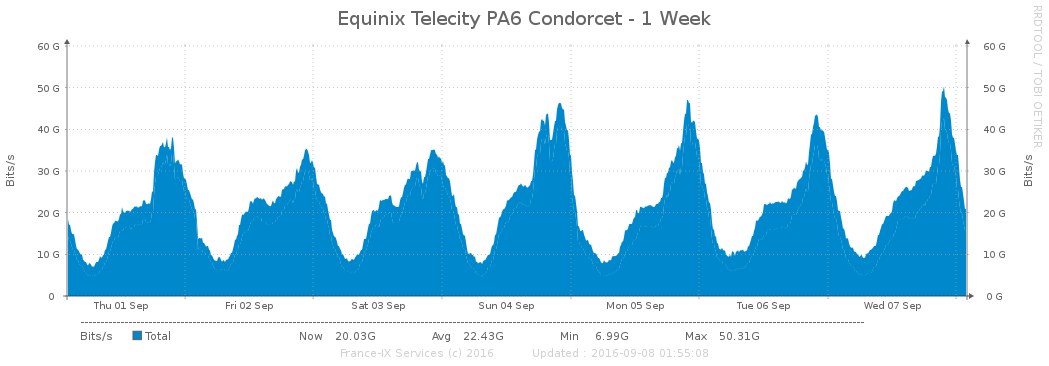 Equinix Telecity PA6 Condorcet - 1 Week
RRDTOOL / TOBI OETIKER
60 G 60 G
50 G 50 G
40 G 40 G
30 G 30 G
20 G 20 G
10 G 10 G
0 0 G
Bits/s
Bits/s
Thu 01 Sep Fri 02 Sep Sat 03 Sep Sun 04 Sep Mon 05 Sep Tue 06 Sep Wed 07 Sep
Bits/s Total Now 20.03G Avg 22.43G Min 6.99G Max 50.31G
France-IX Services (c) 2016 Updated : 2016-09-08 01:55:08